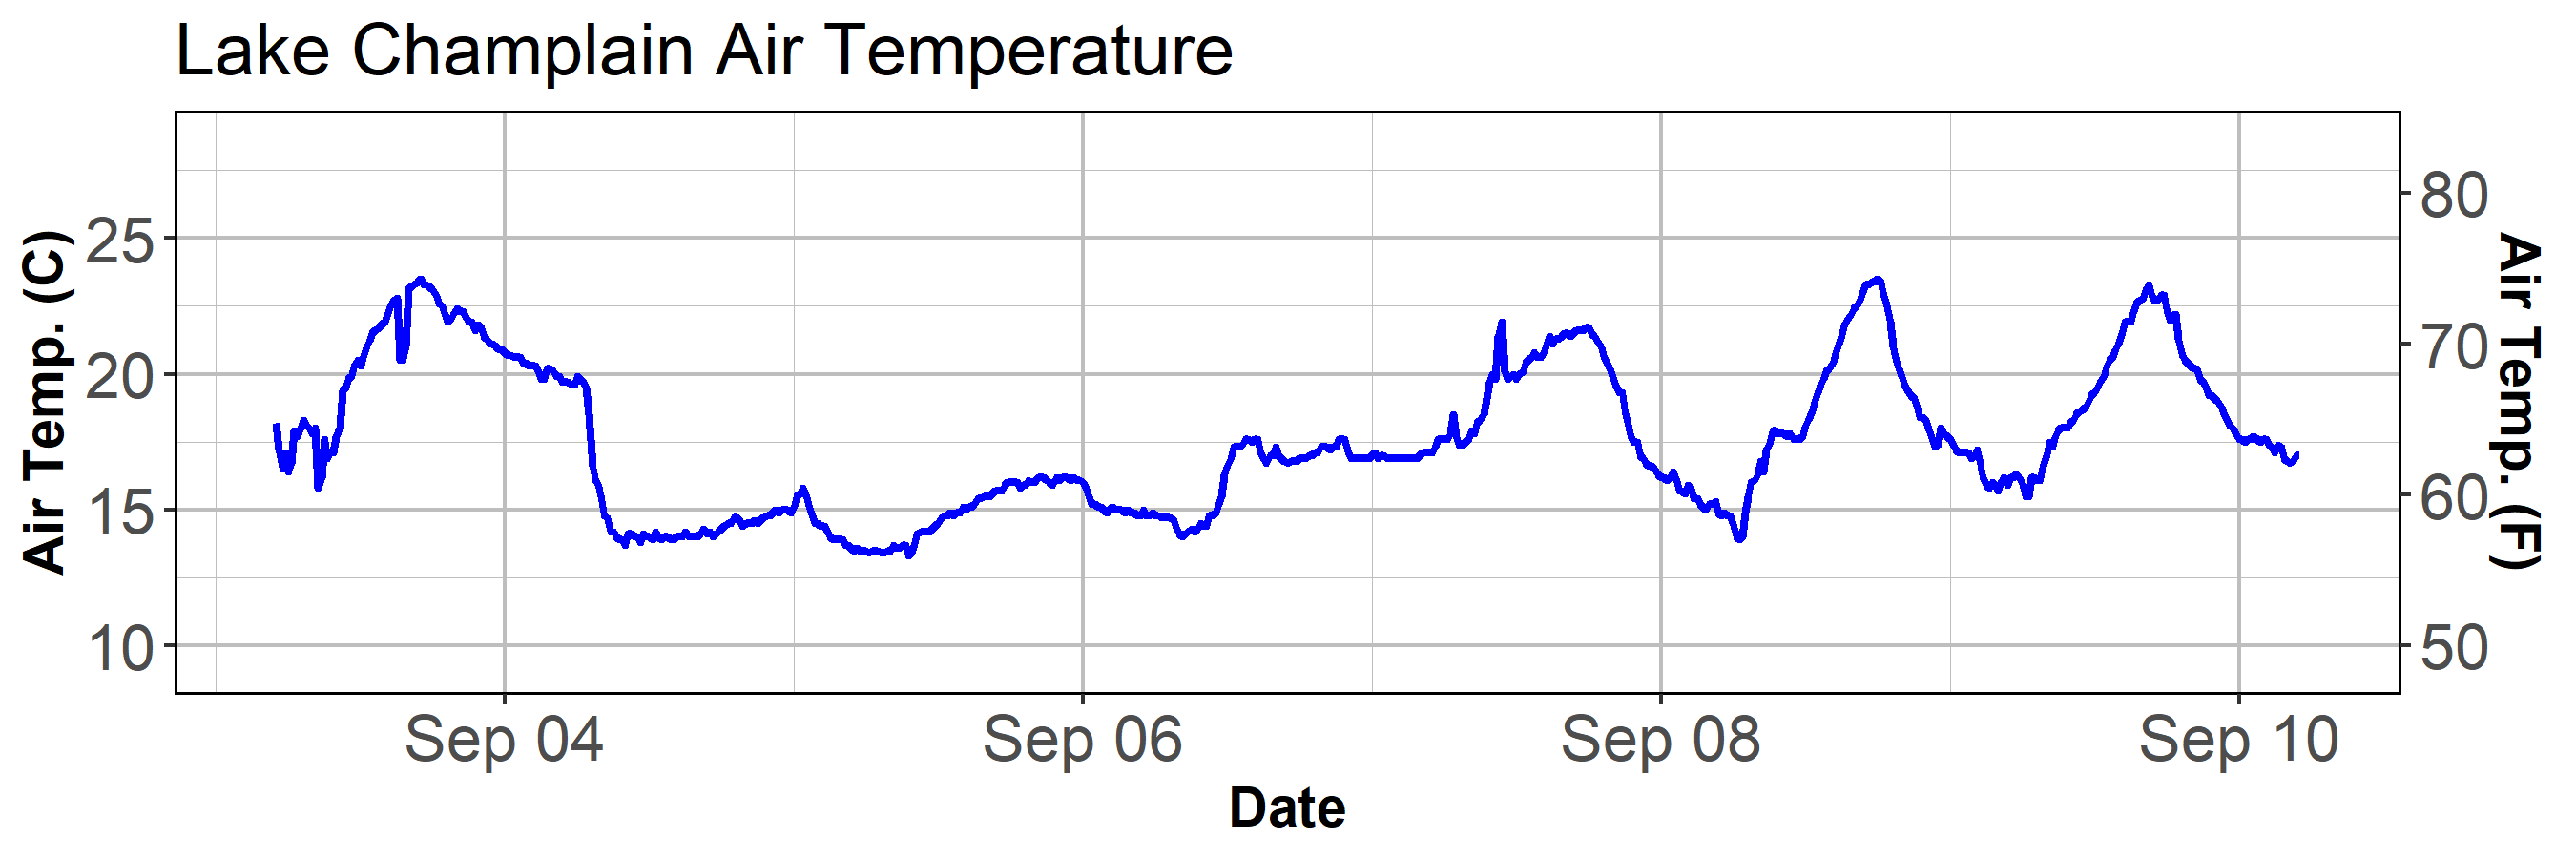 Lake Champlain Air Temperature
Air Temp. (C)
25
20
15
10
80
70
60
50
Air Temp. (F)
Sep 04
Sep 06
Sep 08
Sep 10
Date